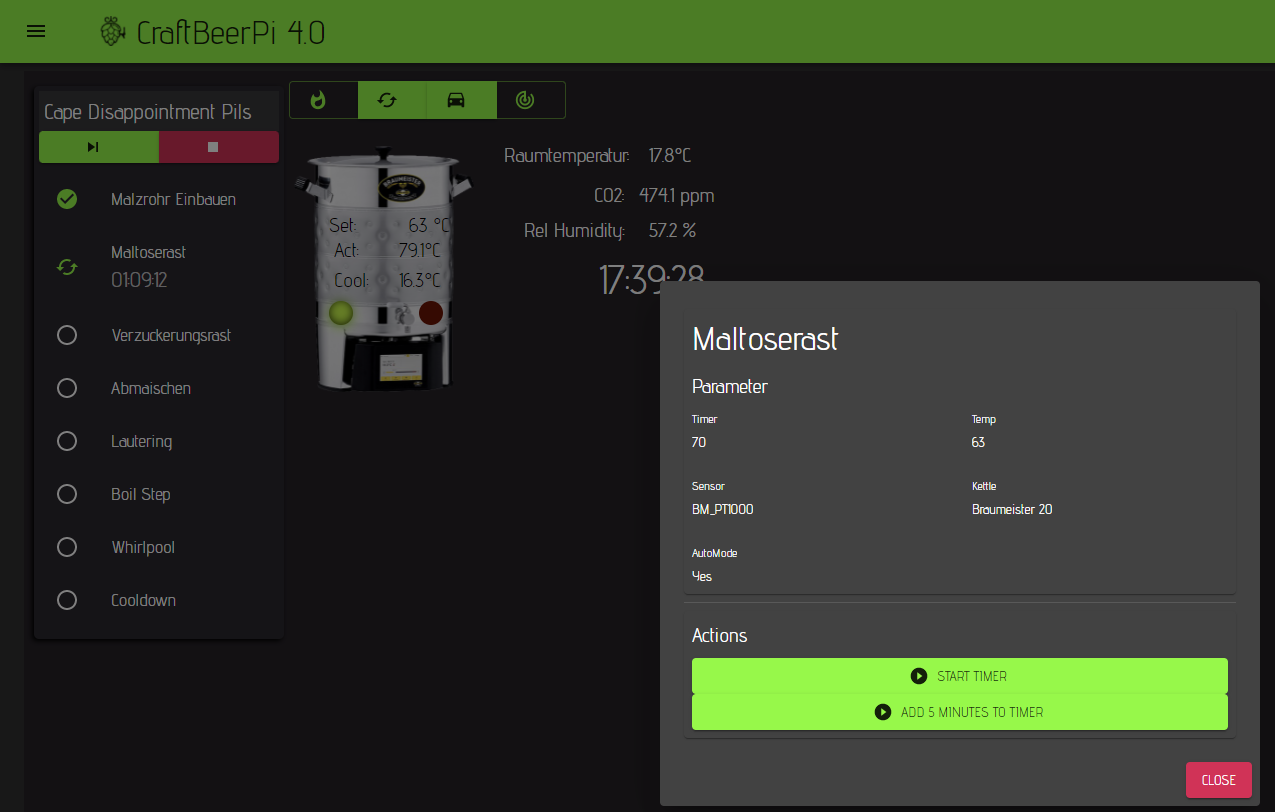 CraftBeerPi 4.0
Cape Disappointment Pils
Malzrohr Einbauen
Maltoserast
01:09:12
Verzuckerungsrast
Abmaischen
Lautering
Boil Step
Whirlpool
Cooldown
BRAUMEISTER
Set: 63 °C
Act: 79.1°C
Cool: 16.3°C
Raumtemperatur: 17.8°C
CO2: 474.1 ppm
Rel Humidity: 57.2 %
17:39:28
Maltoserast
Parameter
Timer Temp
70 63
Sensor Kettle
BM_PT1000 Braumeister 20
AutoMode
Yes
Actions
START TIMER
ADD 5 MINUTES TO TIMER
CLOSE